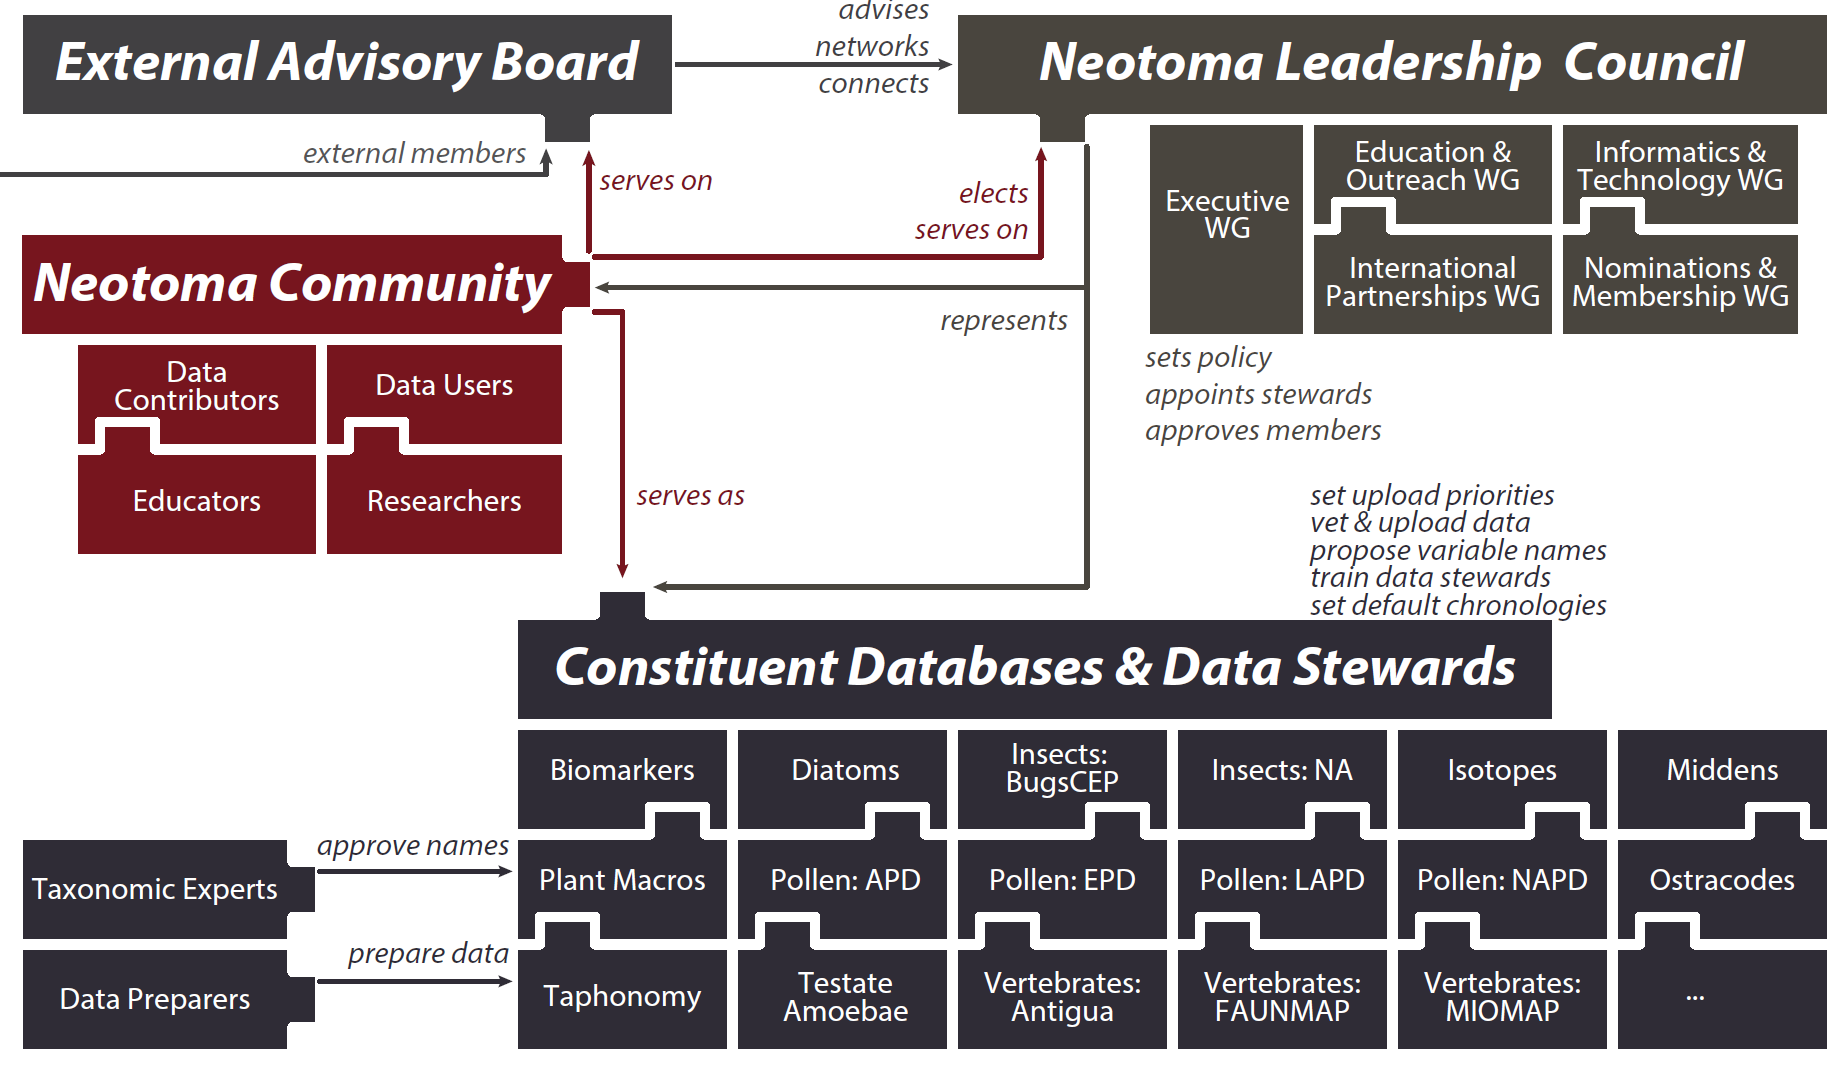 advises
networks
connects
External Advisory Board
Neotoma Leadership Council
external members
serves on
elects
serves on
Executive
WG
Education &
Outreach WG
Informatics &
Technology WG
International
Partnerships WG
Nominations &
Membership WG
Neotoma Community
represents
sets policy
appoints stewards
approves members
Data
Contributors
Data Users
Educators
Researchers
serves as
set upload priorities
vet & upload data
propose variable names
train data stewards
set default chronologies
Constituent Databases & Data Stewards
Biomarkers
Diatoms
Insects:
BugsCEP
Insects: NA
Isotopes
Middens
Taxonomic Experts
approve names
Plant Macros
Pollen: APD
Pollen: EPD
Pollen: LAPD
Pollen: NAPD
Ostracodes
Data Preparers
prepare data
Taphonomy
Testate
Amoebae
Vertebrates:
Antigua
Vertebrates:
FAUNMAP
Vertebrates:
MIOMAP
...